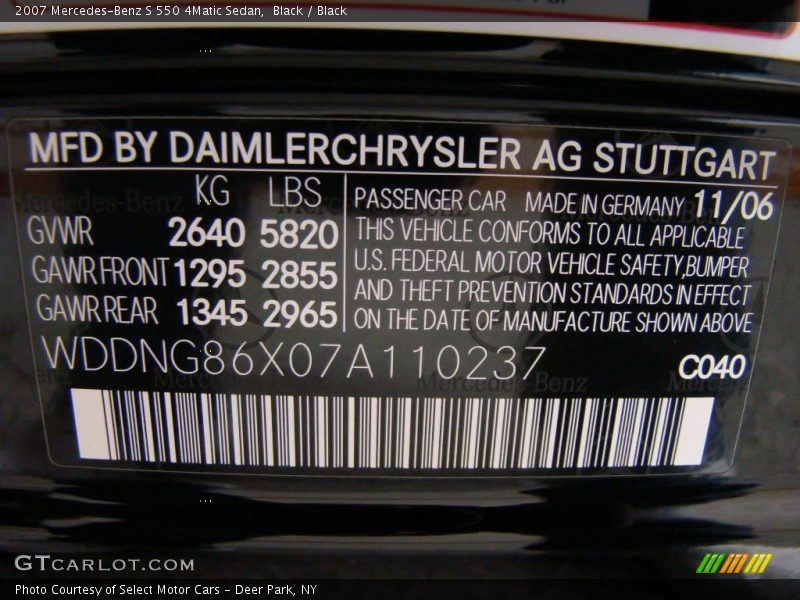 2007 Mercedes-Benz S 550 4Matic Sedan, Black / Black
MFD BY DAIMLERCHRYSLER AG STUTTGART
KG LBS
GVWR 2640 5820
GAWR FRONT 1295 2855
GAWR REAR 1345 2965
PASSENGER CAR MADE IN GERMANY 11/06
THIS VEHICLE CONFORMS TO ALL APPLICABLE
U.S. FEDERAL MOTOR VEHICLE SAFETY,BUMPER
AND THEFT PREVENTION STANDARDS IN EFFECT
ON THE DATE OF MANUFACTURE SHOWN ABOVE
WDDNG86X07A110237
C040
GTCARLOT.COM
Photo Courtesy of Select Motor Cars - Deer Park, NY